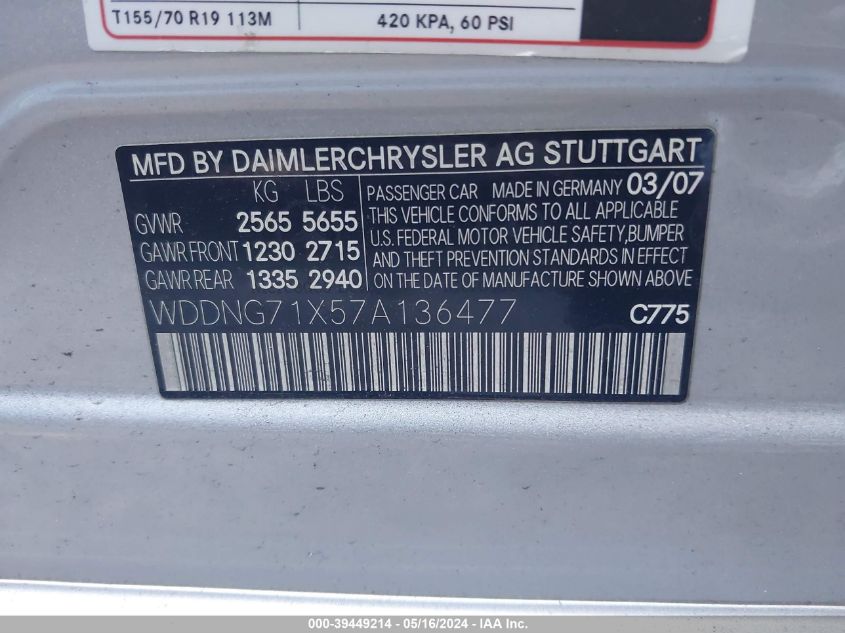 T155/70 R19 113M 420 KPA, 60 PSI
MFD BY DAIMLERCHRYSLER AG STUTTGART
KG LBS
GVWR 2565 5655
GAWR FRONT 1230 2715
GAWR REAR 1335 2940
PASSENGER CAR MADE IN GERMANY 03/07
THIS VEHICLE CONFORMS TO ALL APPLICABLE
U.S. FEDERAL MOTOR VEHICLE SAFETY,BUMPER
AND THEFT PREVENTION STANDARDS IN EFFECT
ON THE DATE OF MANUFACTURE SHOWN ABOVE
WDDNG71X57A136477 C775
000-39449214 - 05/16/2024 - IAA Inc.